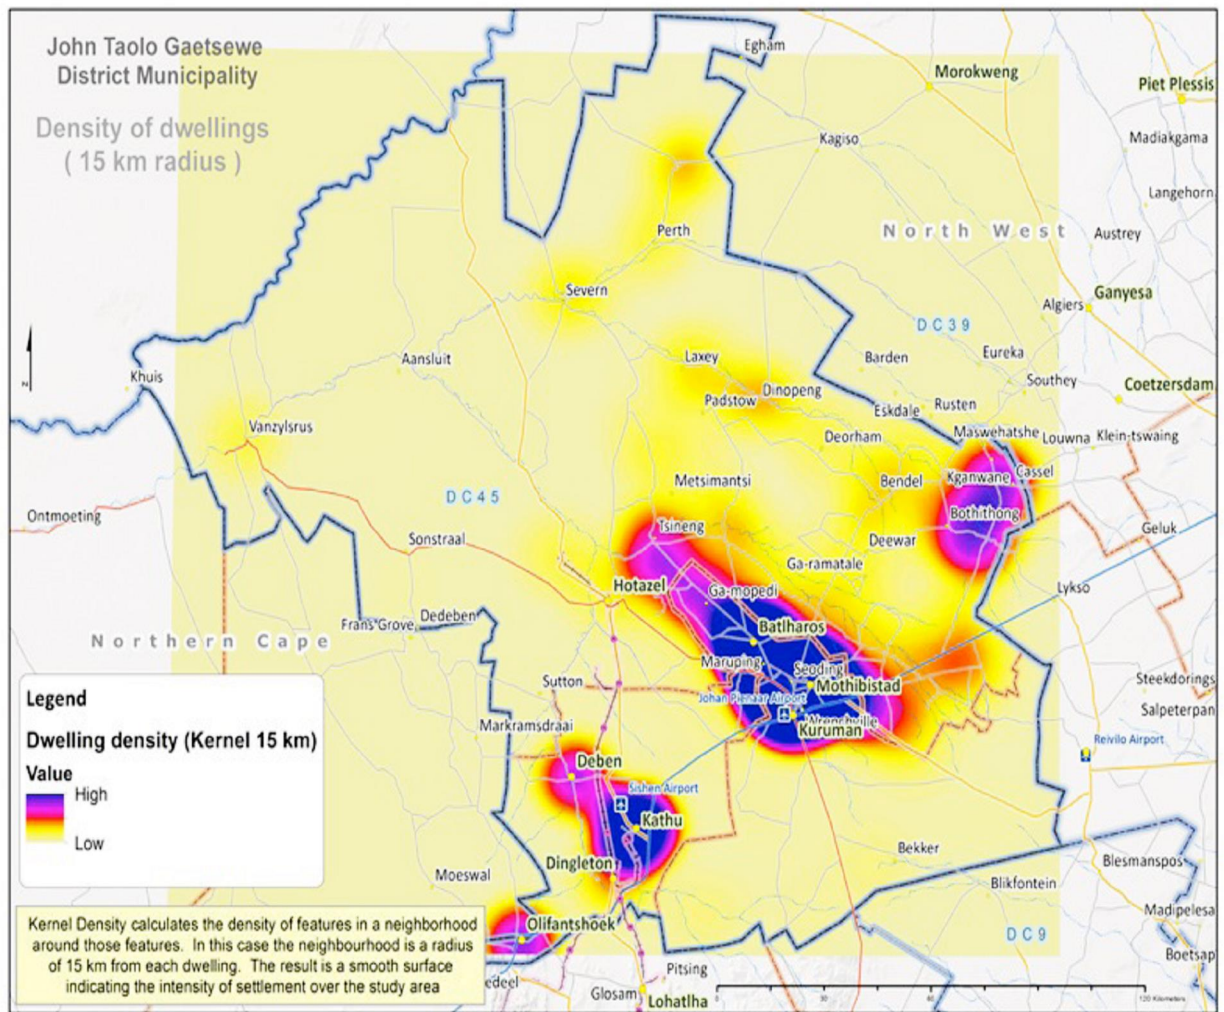 John Taolo Gaetsewe
District Municipality
Density of dwellings
( 15 km radius )
Egham
Morokweng
Piet Plessis
Madiakgama
Kagiso
Langehorn
North West
Austrey
Perth
Severn
Ganyesa
Algiers
DC39
Eureka
Barden
Laxey
Aansluit
Khuis
Southey
Coetzersdam
Dinopeng
Padstow
Eskdale
Rusten
Vanzylsrus
Deorham
Maswehatshe
Louwna
Klein-tswaing
Cassel
Kganwane
Bendel
Metsimantsi
DC45
Bothithong
Ontmoeting
Tsineng
Geluk
Sonstraal
Deewar
Ga-ramatale
Hotazel
Ga-mopedi
Lykso
Dedeben
Frans Grove
Batlharos
Northern Cape
Maruping
Seoding
Mothibistad
Steekdorings
Sutton
Johan Pienaar Airport
Salpeterpan
Wrenchville
Kuruman
Markramsdraai
Reivilo Airport
Deben
Sishen Airport
Kathu
Bekker
Blesmanspos
Dingleton
Moeswal
Blikfontein
Madipelesa
Olifantshoek
DC9
Boetsap
Pitsing
edeel
Glosam
Lohatlha
0 30 60 120 Kilometers
N
Legend
Dwelling density (Kernel 15 km)
Value
High
Low
Kernel Density calculates the density of features in a neighborhood
around those features. In this case the neighbourhood is a radius
of 15 km from each dwelling. The result is a smooth surface
indicating the intensity of settlement over the study area